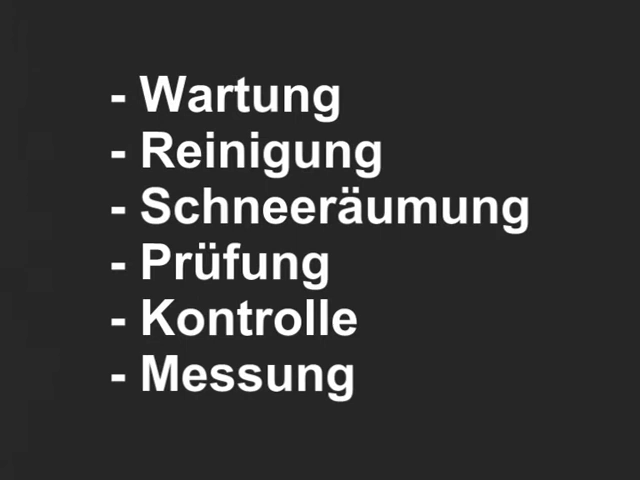 - Wartung
- Reinigung
- Schneeräumung
- Prüfung
- Kontrolle
- Messung